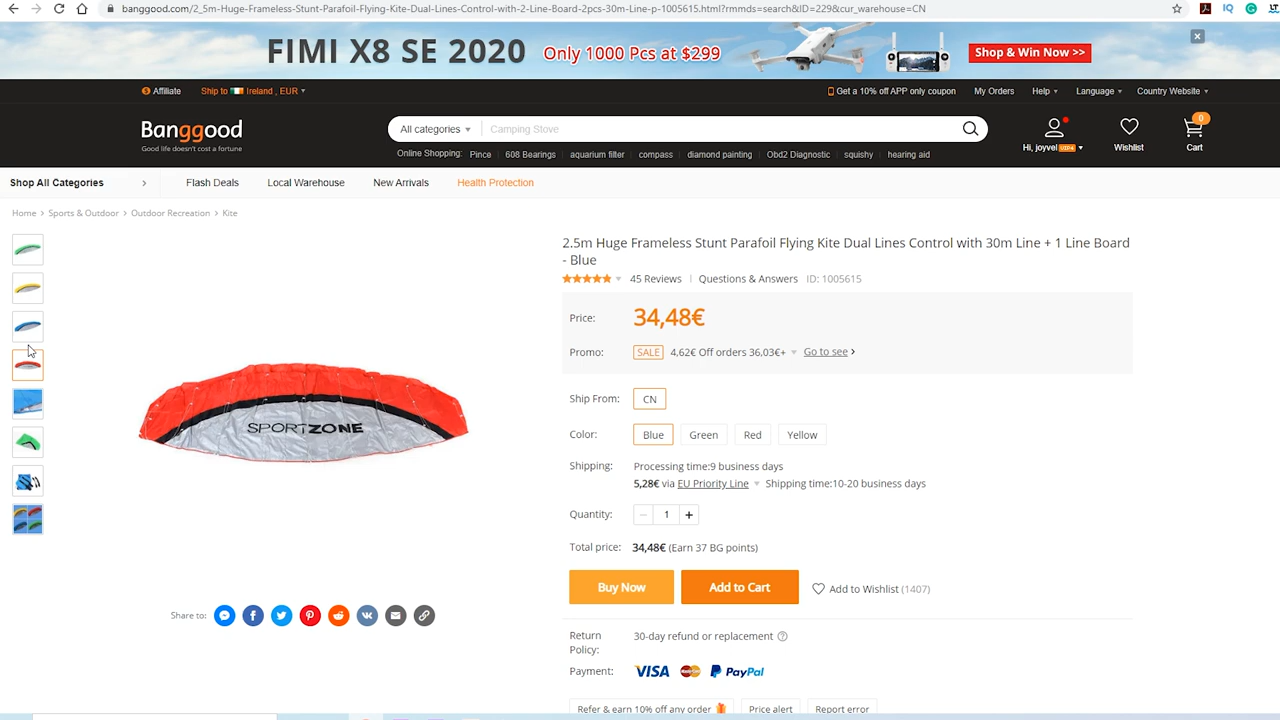 banggood.com/2_5m-Huge-Frameless-Stunt-Parafoil-Flying-Kite-Dual-Lines-Control-with-2-Line-Board-2pcs-30m-Line-p-1005615.html?rmmds=search&ID=229&cur_warehouse=CN
FIMI X8 SE 2020 Only 1000 Pcs at $299 Shop & Win Now >>
Affiliate Ship to Ireland , EUR Get a 10% off APP only coupon My Orders Help Language Country Website
Banggood
Good life doesn't cost a fortune
All categories Camping Stove
Online Shopping: Pince 608 Bearings aquarium filter compass diamond painting Obd2 Diagnostic squishy hearing aid
Hi, joyvel VIP4 Wishlist 0 Cart
Shop All Categories Flash Deals Local Warehouse New Arrivals Health Protection
Home > Sports & Outdoor > Outdoor Recreation > Kite
2.5m Huge Frameless Stunt Parafoil Flying Kite Dual Lines Control with 30m Line + 1 Line Board
- Blue
45 Reviews Questions & Answers ID: 1005615
Price: 34,48€
Promo: SALE 4,62€ Off orders 36,03€+ Go to see >
Ship From: CN
SPORTZONE
Color: Blue Green Red Yellow
Shipping: Processing time:9 business days
5,28€ via EU Priority Line Shipping time:10-20 business days
Quantity: − 1 +
Total price: 34,48€ (Earn 37 BG points)
Buy Now Add to Cart Add to Wishlist (1407)
Share to:
Return
Policy:
30-day refund or replacement
Payment: VISA PayPal
Refer & earn 10% off any order Price alert Report error